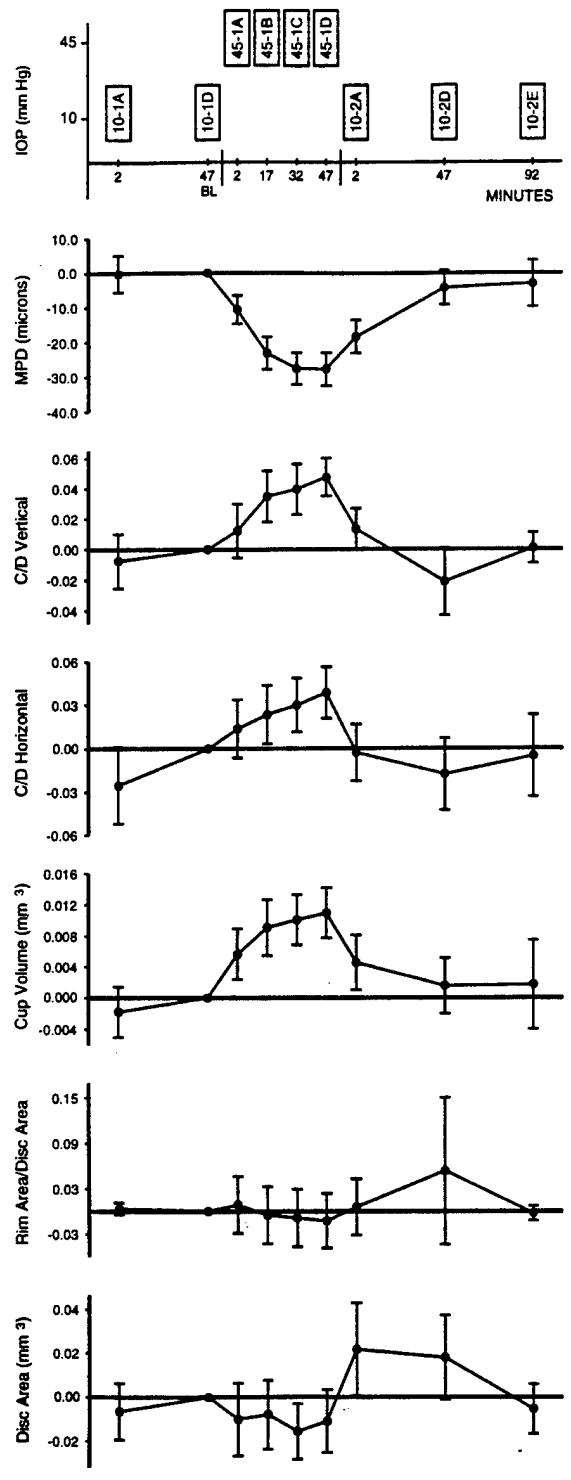 IOP (mm Hg)
45
10
10-1A
10-1D
45-1A
45-1B
45-1C
45-1D
10-2A
10-2D
10-2E
2 47 2 17 32 47 2 47 92
BL
MINUTES
MPD (microns)
10.0
0.0
-10.0
-20.0
-30.0
-40.0
C/D Vertical
0.06
0.04
0.02
0.00
-0.02
-0.04
C/D Horizontal
0.06
0.03
0.00
-0.03
-0.06
Cup Volume (mm ³)
0.016
0.012
0.008
0.004
0.000
-0.004
Rim Area/Disc Area
0.15
0.09
0.03
-0.03
Disc Area (mm ³)
0.04
0.02
0.00
-0.02